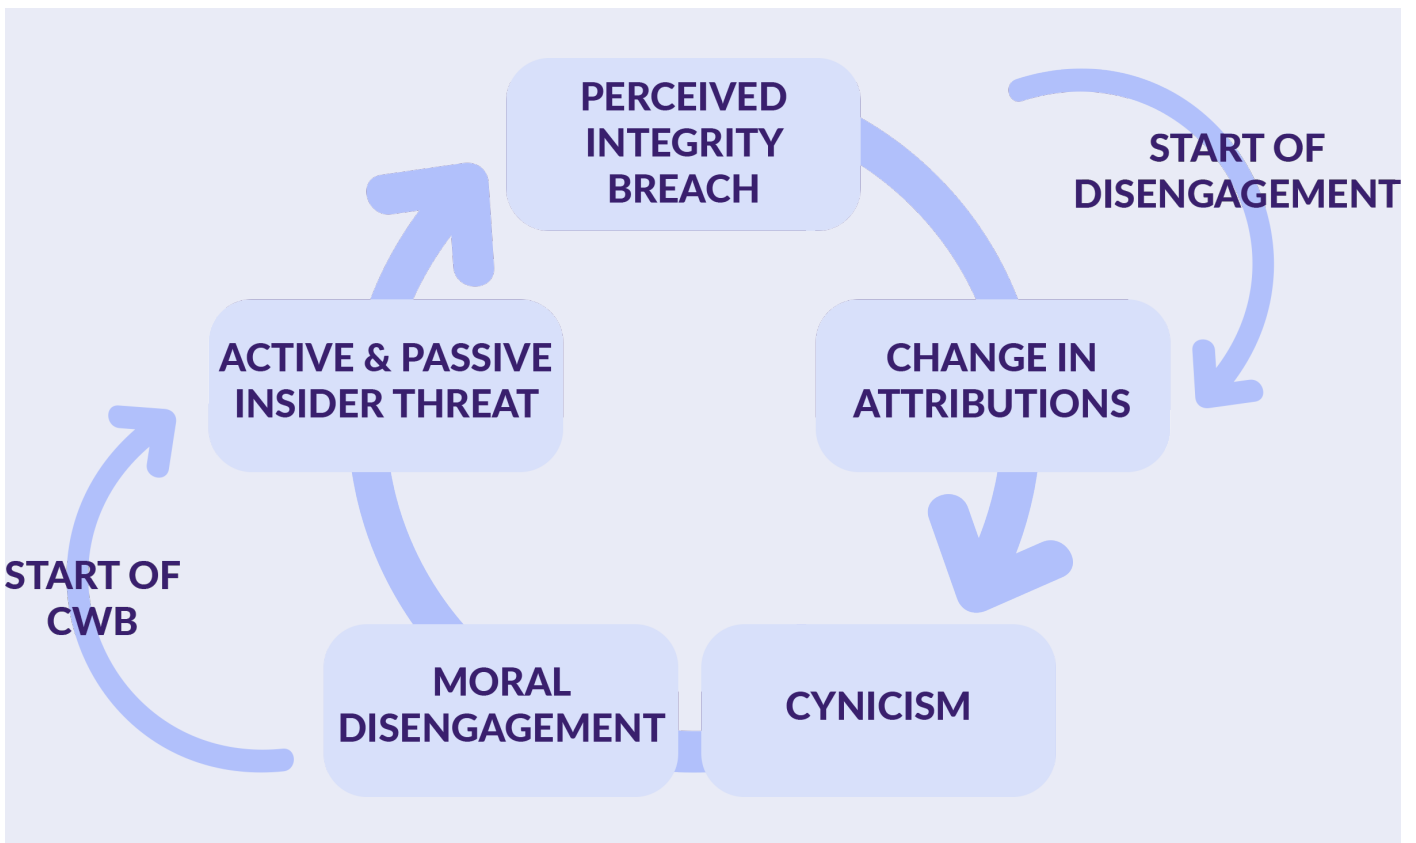 PERCEIVED
INTEGRITY
BREACH
START OF
DISENGAGEMENT
ACTIVE & PASSIVE
INSIDER THREAT
CHANGE IN
ATTRIBUTIONS
START OF
CWB
MORAL
DISENGAGEMENT
CYNICISM